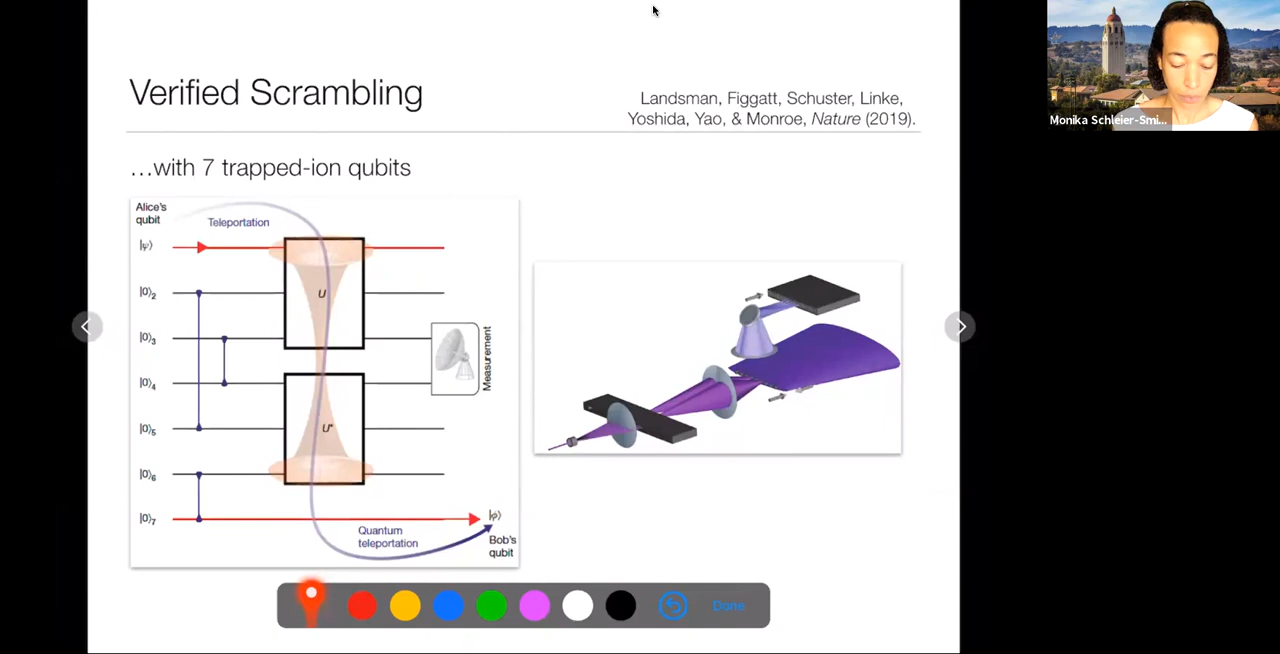 Verified Scrambling
Landsman, Figgatt, Schuster, Linke,
Yoshida, Yao, & Monroe, Nature (2019).
…with 7 trapped-ion qubits
Alice's
qubit
Teleportation
|ψ⟩
|0⟩₂
|0⟩₃
|0⟩₄
|0⟩₅
|0⟩₆
|0⟩₇
U
U*
Measurement
Quantum
teleportation
|φ⟩
Bob's
qubit
Done
Monika Schleier-Smi...